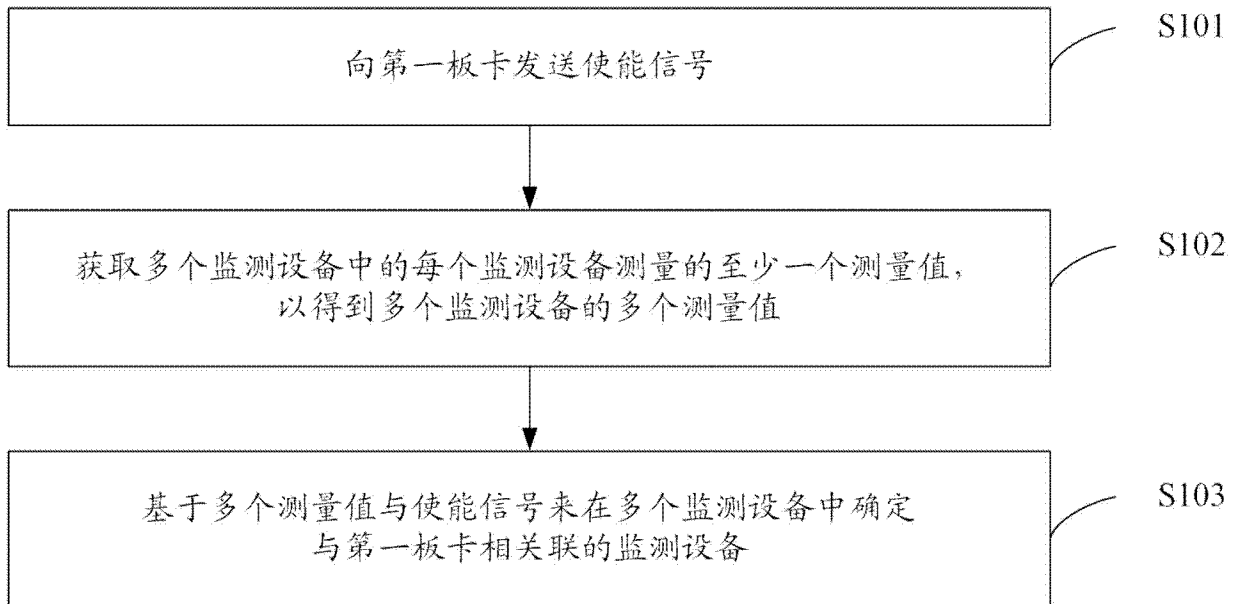 向第一板卡发送使能信号
S101
获取多个监测设备中的每个监测设备测量的至少一个测量值，
以得到多个监测设备的多个测量值
S102
基于多个测量值与使能信号来在多个监测设备中确定
与第一板卡相关联的监测设备
S103